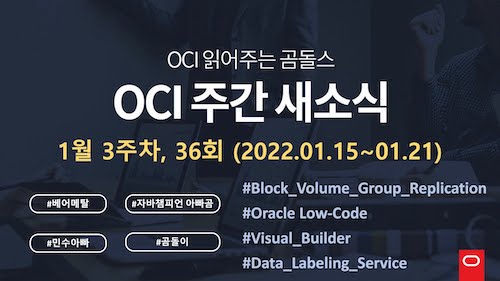 OCI 읽어주는 곰돌스
OCI 주간 새소식
1월 3주차, 36회 (2022.01.15~01.21)
#베어메탈
#자바챔피언 아빠곰
#민수아빠
#곰돌이
#Block_Volume_Group_Replication
#Oracle Low-Code
#Visual_Builder
#Data_Labeling_Service